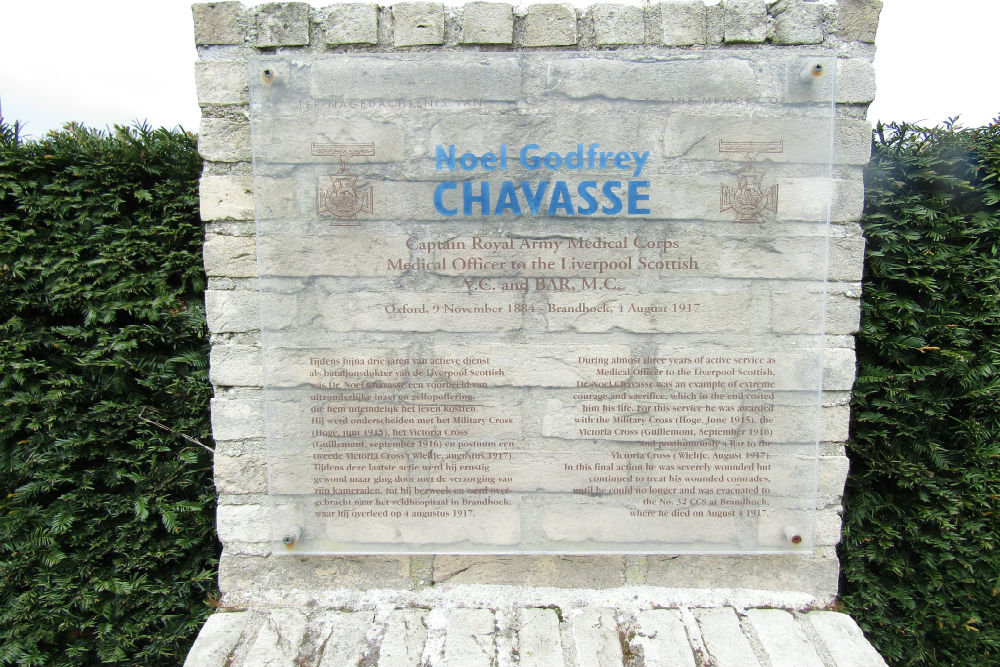 TER NAGEDACHTENIS VAN
THE MEMORY OF
Noel Godfrey
CHAVASSE
Captain Royal Army Medical Corps
Medical Officer to the Liverpool Scottish
V.C. and BAR, M.C.
Oxford, 9 November 1884 - Brandhoek, 4 August 1917
Tijdens bijna drie jaren van actieve dienst
als bataljonsdokter van de Liverpool Scottish
was Dr. Noel Chavasse een voorbeeld van
uitzonderlijke inzet en zelfopoffering,
die hem uiteindelijk het leven kostten.
Hij werd onderscheiden met het Military Cross
(Hoge, juni 1915), het Victoria Cross
(Guillemont, september 1916) en postuum een
tweede Victoria Cross (Wieltje, augustus 1917).
Tijdens deze laatste actie werd hij ernstig
gewond maar ging door met de verzorging van
zijn kameraden, tot hij bezweek en werd over-
gebracht naar het veldhospitaal in Brandhoek,
waar hij overleed op 4 augustus 1917.
During almost three years of active service as
Medical Officer to the Liverpool Scottish,
Dr. Noel Chavasse was an example of extreme
courage and sacrifice, which in the end costed
him his life. For this service he was awarded
with the Military Cross (Hoge, June 1915), the
Victoria Cross (Guillemont, September 1916)
and posthumously a Bar to the
Victoria Cross (Wieltje, August 1917).
In this final action he was severely wounded but
continued to treat his wounded comrades,
until he could no longer and was evacuated to
the No. 32 CCS at Brandhoek,
where he died on August 4 1917.